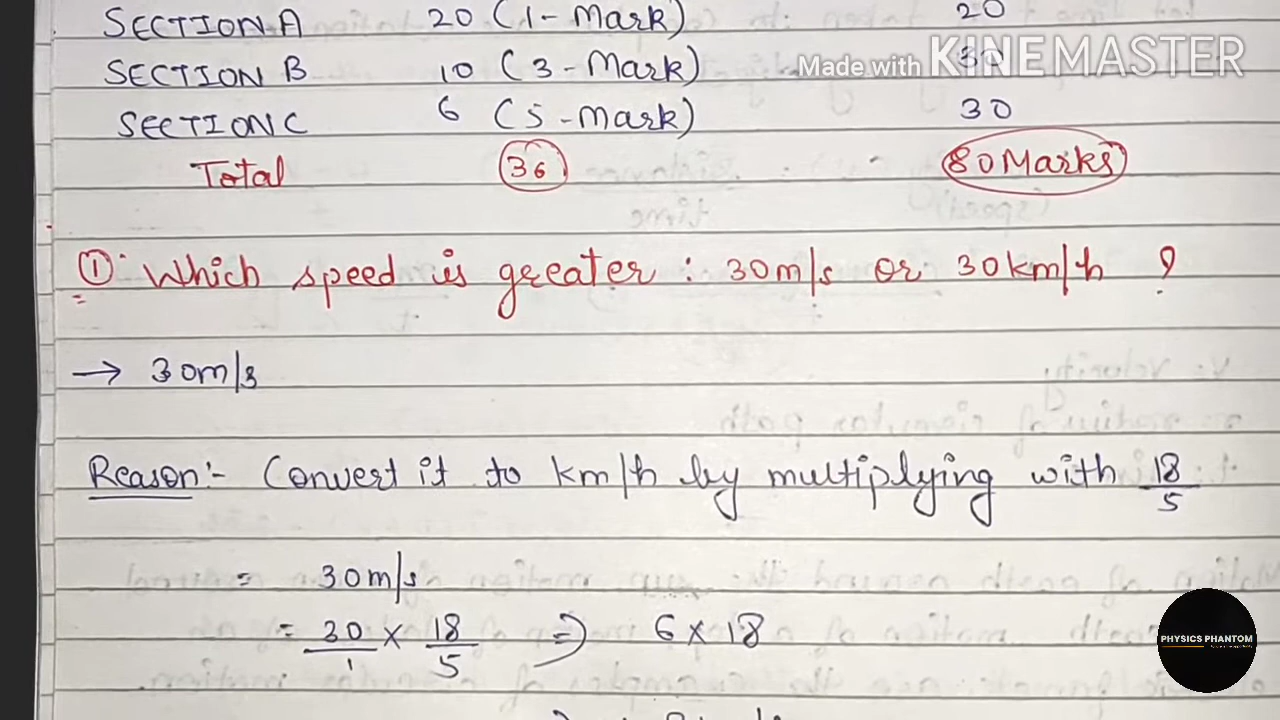 SECTION A 20 (1-Mark) 20
SECTION B 10 (3-Mark) 30
Made with KINEMASTER
SECTION C 6 (5-Mark) 30
Total 36 80 Marks
① Which speed is greater : 30m/s or 30km/h ?
→ 30m/s
Reason:- Convert it to km/h by multiplying with 18/5
= 30m/s
= 30/1 × 18/5 ⇒ 6 × 18
PHYSICS PHANTOM